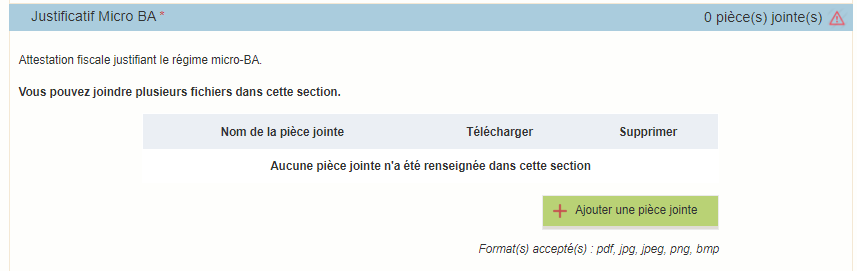 Justificatif Micro BA * 0 pièce(s) jointe(s)
Attestation fiscale justifiant le régime micro-BA.
Vous pouvez joindre plusieurs fichiers dans cette section.
Nom de la pièce jointe Télécharger Supprimer
Aucune pièce jointe n'a été renseignée dans cette section
Ajouter une pièce jointe
Format(s) accepté(s) : pdf, jpg, jpeg, png, bmp